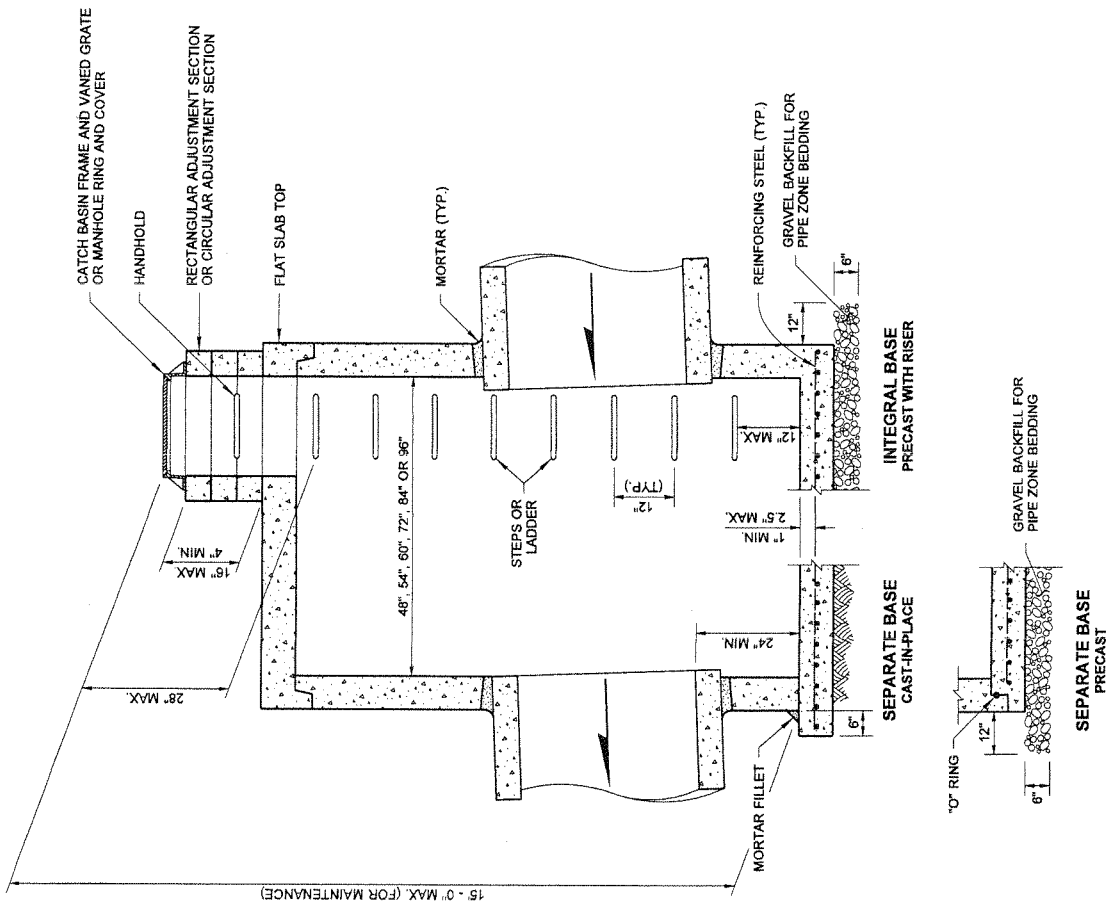 CATCH BASIN FRAME AND VANED GRATE
OR MANHOLE RING AND COVER
HANDHOLD
RECTANGULAR ADJUSTMENT SECTION
OR CIRCULAR ADJUSTMENT SECTION
FLAT SLAB TOP
MORTAR (TYP.)
REINFORCING STEEL (TYP.)
GRAVEL BACKFILL FOR
PIPE ZONE BEDDING
6"
12"
INTEGRAL BASE
PRECAST WITH RISER
16" MAX
4" MIN.
28" MAX.
15' - 0" MAX. (FOR MAINTENANCE)
48", 54", 60", 72", 84" OR 96"
STEPS OR
LADDER
12"
(TYP.)
12" MAX.
1" MIN.
2.5" MAX.
24" MIN.
MORTAR FILLET
6"
SEPARATE BASE
CAST-IN-PLACE
"O" RING
12"
6"
GRAVEL BACKFILL FOR
PIPE ZONE BEDDING
SEPARATE BASE
PRECAST